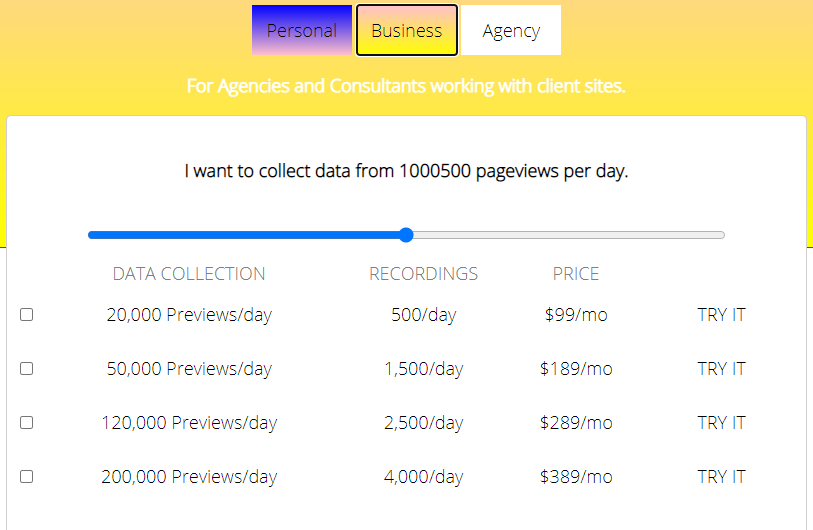 Personal Business Agency
For Agencies and Consultants working with client sites.
I want to collect data from 1000500 pageviews per day.
DATA COLLECTION RECORDINGS PRICE
20,000 Previews/day 500/day $99/mo TRY IT
50,000 Previews/day 1,500/day $189/mo TRY IT
120,000 Previews/day 2,500/day $289/mo TRY IT
200,000 Previews/day 4,000/day $389/mo TRY IT